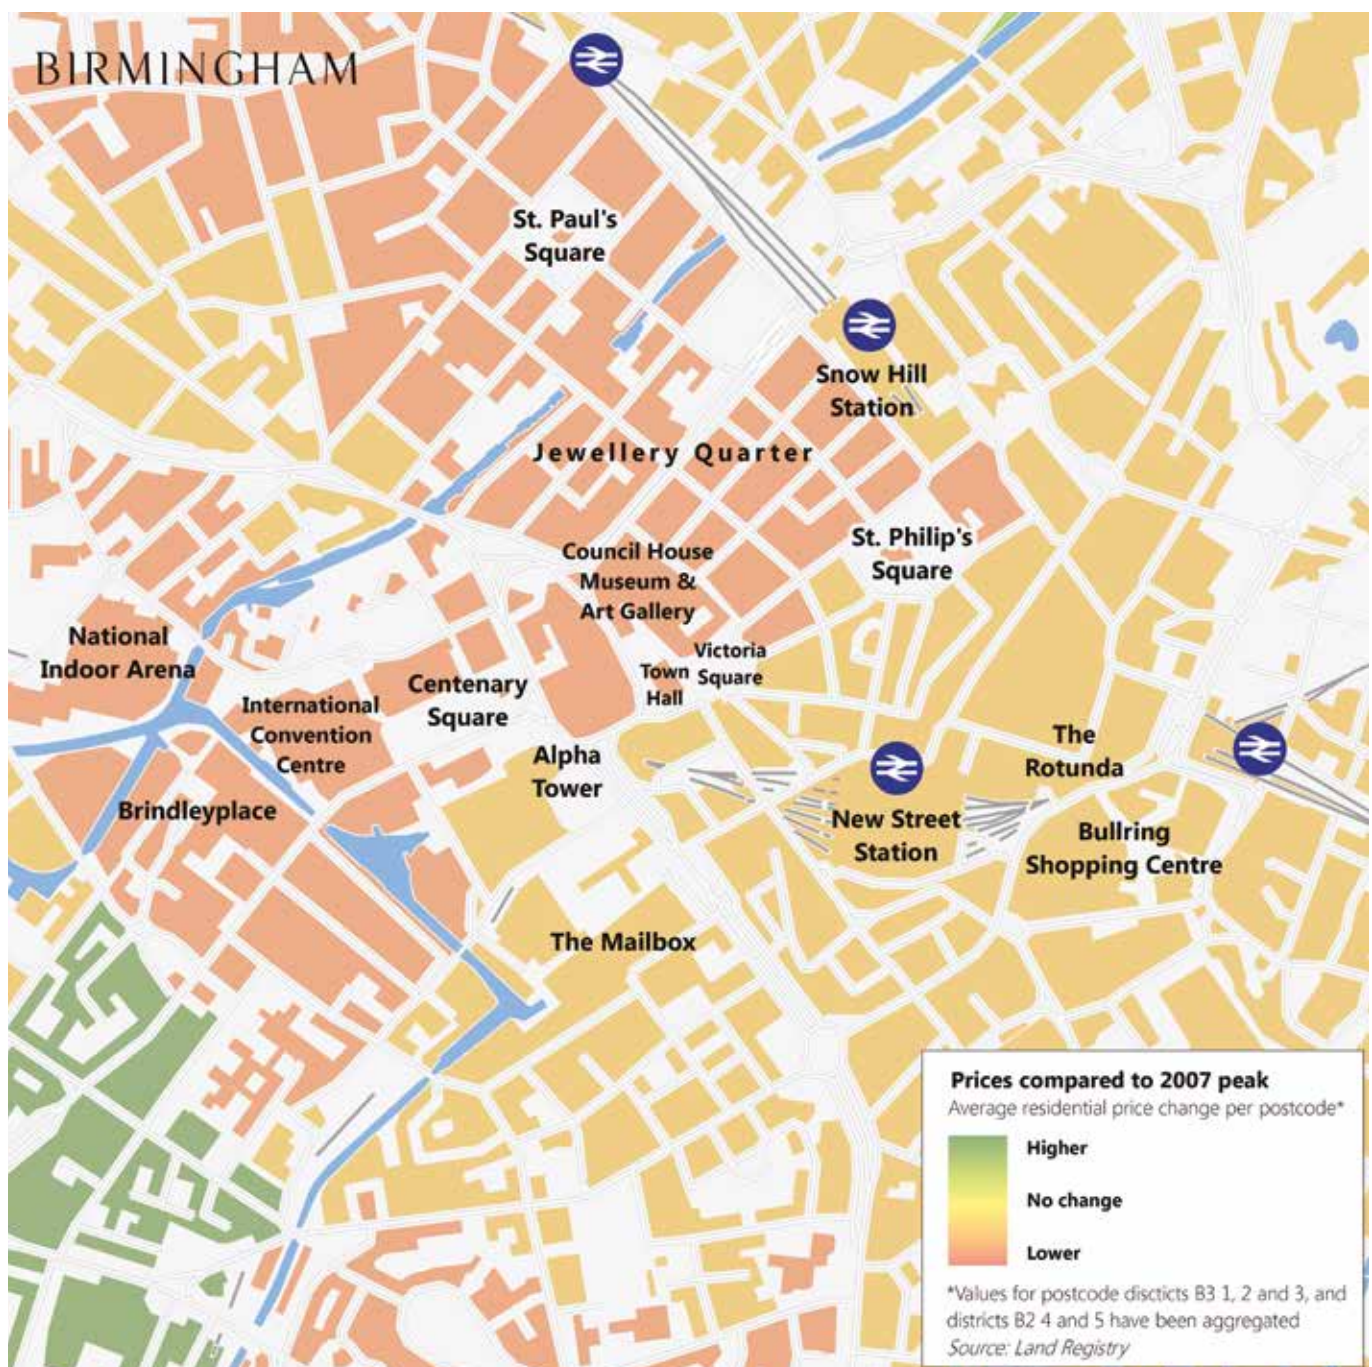 BIRMINGHAM
St. Paul's
Square
Snow Hill
Station
Jewellery Quarter
St. Philip's
Square
Council House
Museum &
Art Gallery
National
Indoor Arena
Victoria
Square
Town
Hall
Centenary
Square
International
Convention
Centre
Alpha
Tower
The
Rotunda
Brindleyplace
New Street
Station
Bullring
Shopping Centre
The Mailbox
Prices compared to 2007 peak
Average residential price change per postcode*
Higher
No change
Lower
*Values for postcode discticts B3 1, 2 and 3, and
districts B2 4 and 5 have been aggregated
Source: Land Registry